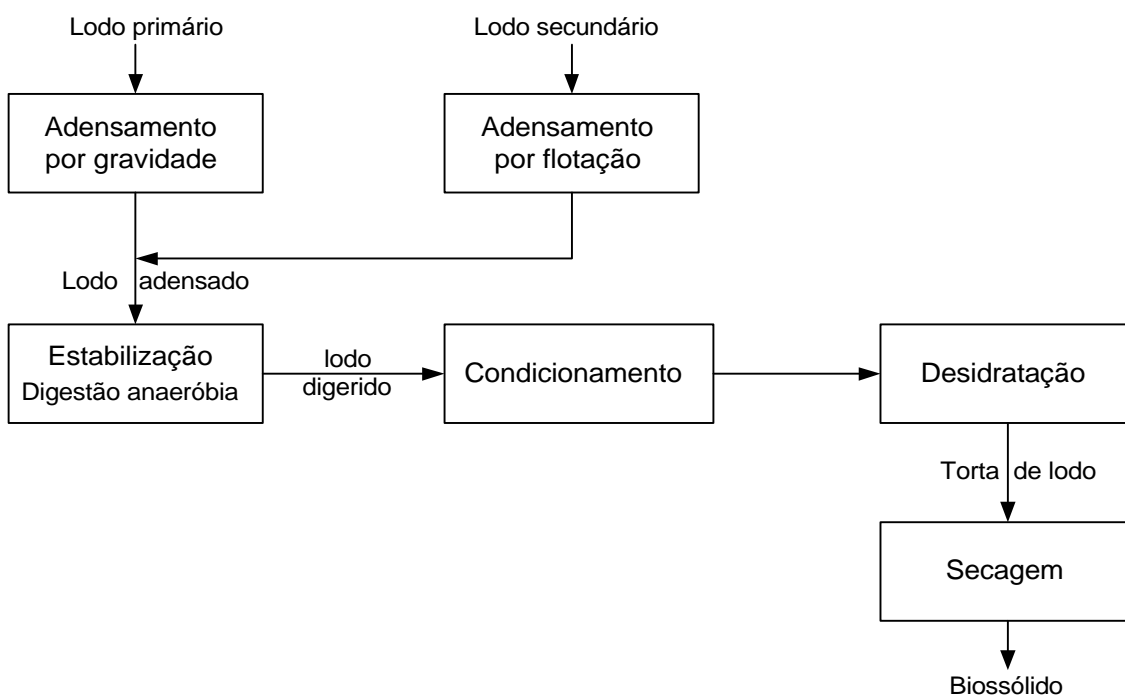 Lodo primário
Lodo secundário
Adensamento
por gravidade
Adensamento
por flotação
Lodo adensado
Estabilização
Digestão anaeróbia
lodo
digerido
Condicionamento
Desidratação
Torta de lodo
Secagem
Biossólido